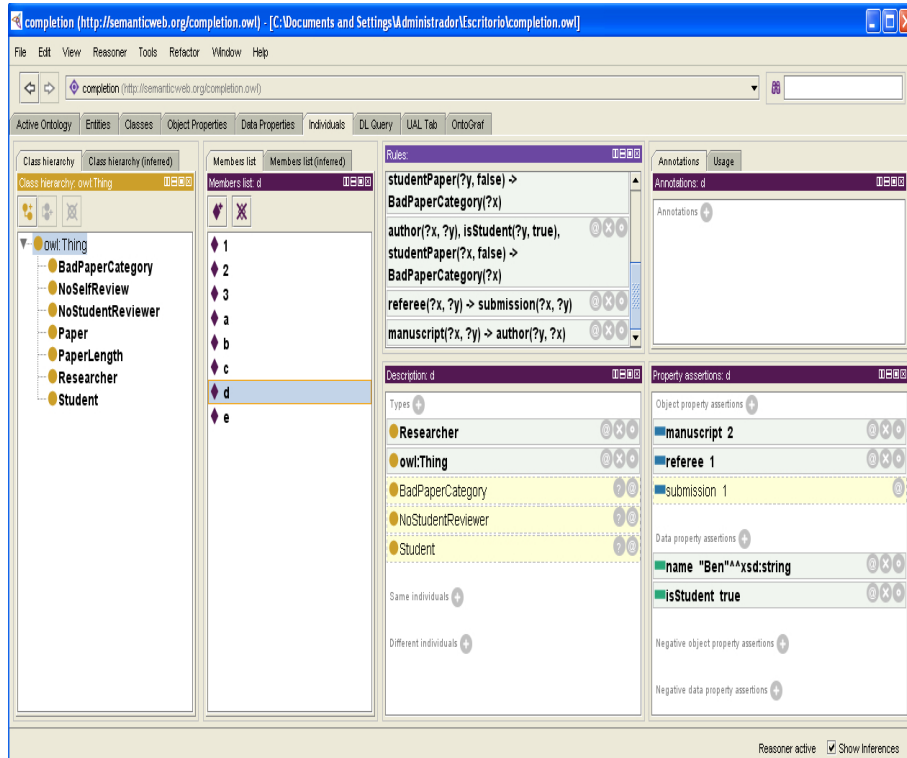 completion (http://semanticweb.org/completion.owl) - [C:\Documents and Settings\Administrador\Escritorio\completion.owl]
File Edit View Reasoner Tools Refactor Window Help
completion (http://semanticweb.org/completion.owl)
Active Ontology Entities Classes Object Properties Data Properties Individuals DL Query UAL Tab OntoGraf
Class hierarchy Class hierarchy (inferred)
Class hierarchy: owl:Thing
owl:Thing
BadPaperCategory
NoSelfReview
NoStudentReviewer
Paper
PaperLength
Researcher
Student
Members list Members list (inferred)
Members list: d
1
2
3
a
b
c
d
e
Rules:
studentPaper(?y, false) ->
BadPaperCategory(?x)
author(?x, ?y), isStudent(?y, true),
studentPaper(?x, false) ->
BadPaperCategory(?x)
referee(?x, ?y) -> submission(?x, ?y)
manuscript(?x, ?y) -> author(?y, ?x)
Description: d
Types
Researcher
owl:Thing
BadPaperCategory
NoStudentReviewer
Student
Same individuals
Different individuals
Annotations Usage
Annotations: d
Annotations
Property assertions: d
Object property assertions
manuscript 2
referee 1
submission 1
Data property assertions
name "Ben"^^xsd:string
isStudent true
Negative object property assertions
Negative data property assertions
Reasoner active Show Inferences